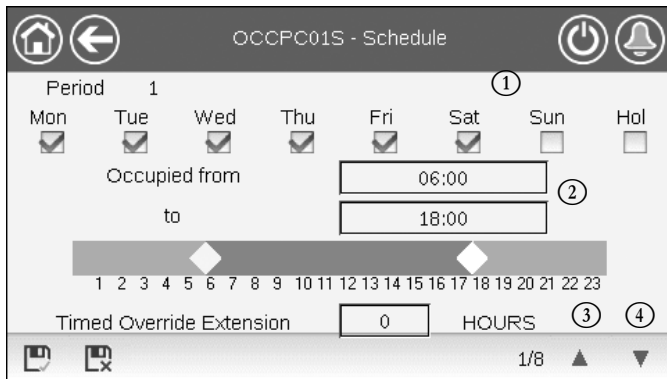 OCCPC01S - Schedule
Period 1
1
Mon Tue Wed Thu Fri Sat Sun Hol
Occupied from 06:00
2
to 18:00
1 2 3 4 5 6 7 8 9 10 11 12 13 14 15 16 17 18 19 20 21 22 23
Timed Override Extension 0 HOURS 3 4
1/8